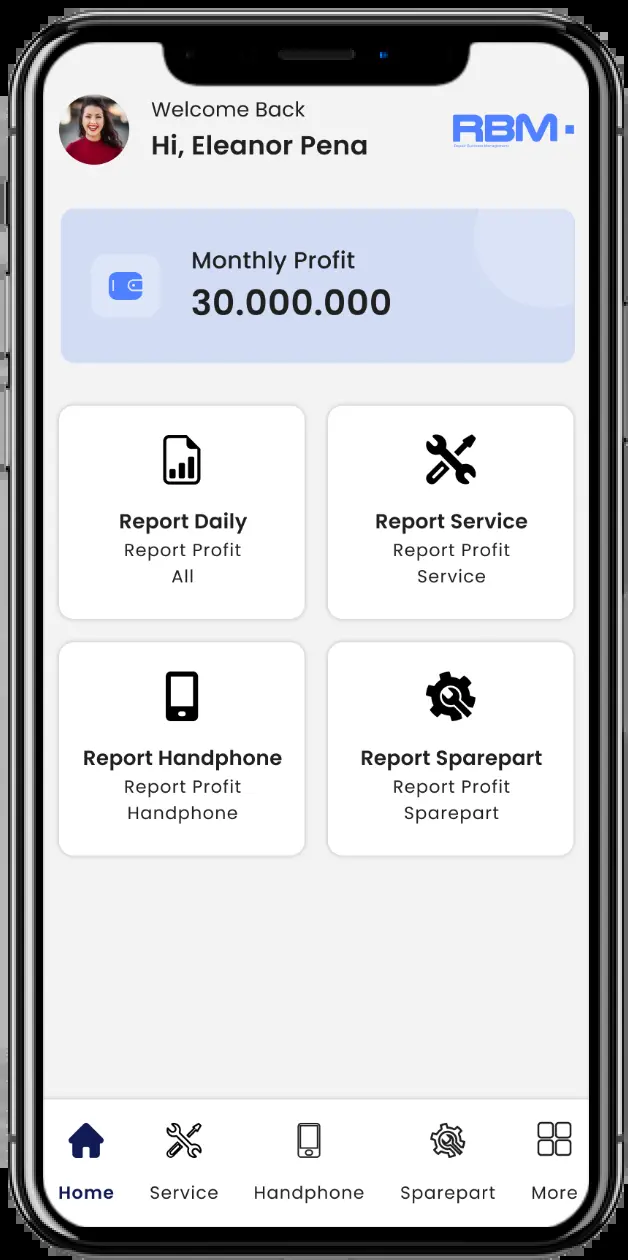 Welcome Back
Hi, Eleanor Pena
RBM
Monthly Profit
30.000.000
Report Daily
Report Profit
All
Report Service
Report Profit
Service
Report Handphone
Report Profit
Handphone
Report Sparepart
Report Profit
Sparepart
Home
Service
Handphone
Sparepart
More